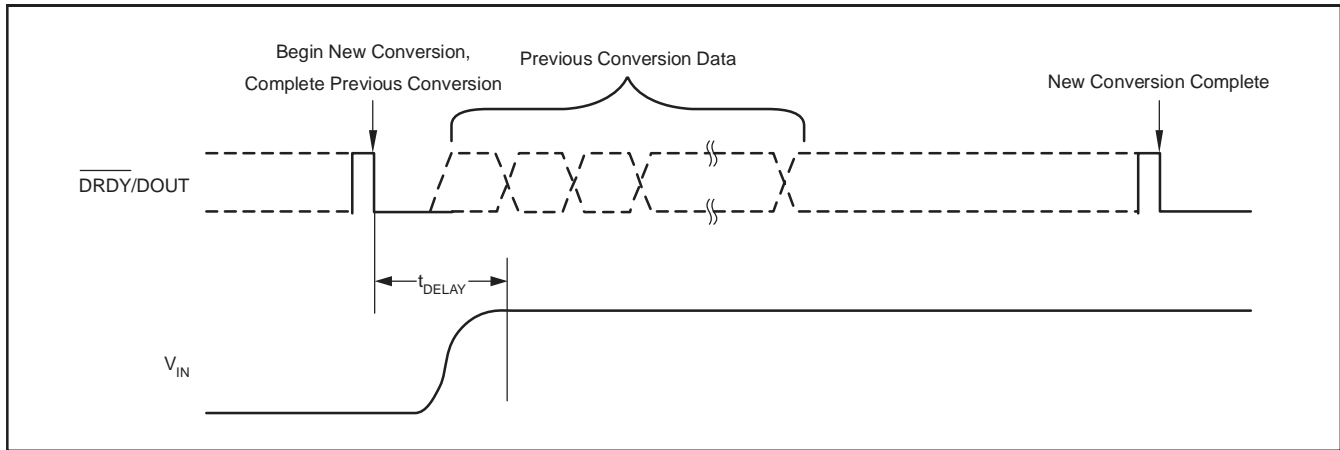 Begin New Conversion,
Complete Previous Conversion
Previous Conversion Data
New Conversion Complete
DRDY/DOUT
tDELAY
VIN